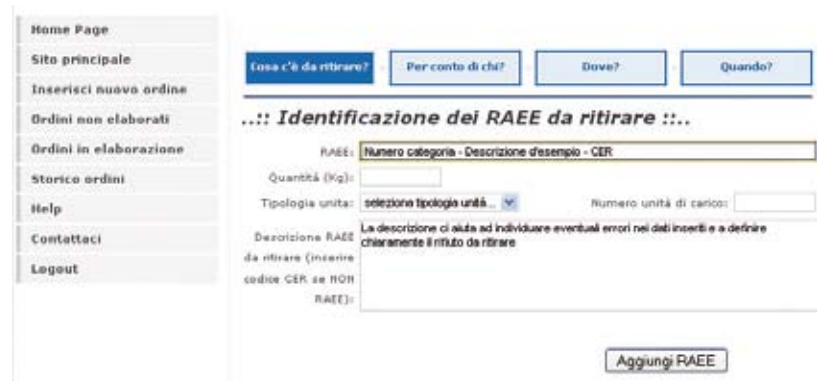 Home Page
Sito principale
Inserisci nuovo ordine
Ordini non elaborati
Ordini in elaborazione
Storico ordini
Help
Contattaci
Logout
Cosa c'è da ritirare?
Per conto di chi?
Dove?
Quando?
..:: Identificazione dei RAEE da ritirare ::..
RAEE: Numero categoria - Descrizione d'esempio - CER
Quantità (Kg):
Tipologia unita: seleziona tipologia unità... Numero unità di carico:
Descrizione RAEE
da ritirare (inserire
codice CER se NON
RAEE):
La descrizione ci aiuta ad individuare eventuali errori nei dati inseriti e a definire
chiaramente il rifiuto da ritirare
Aggiungi RAEE